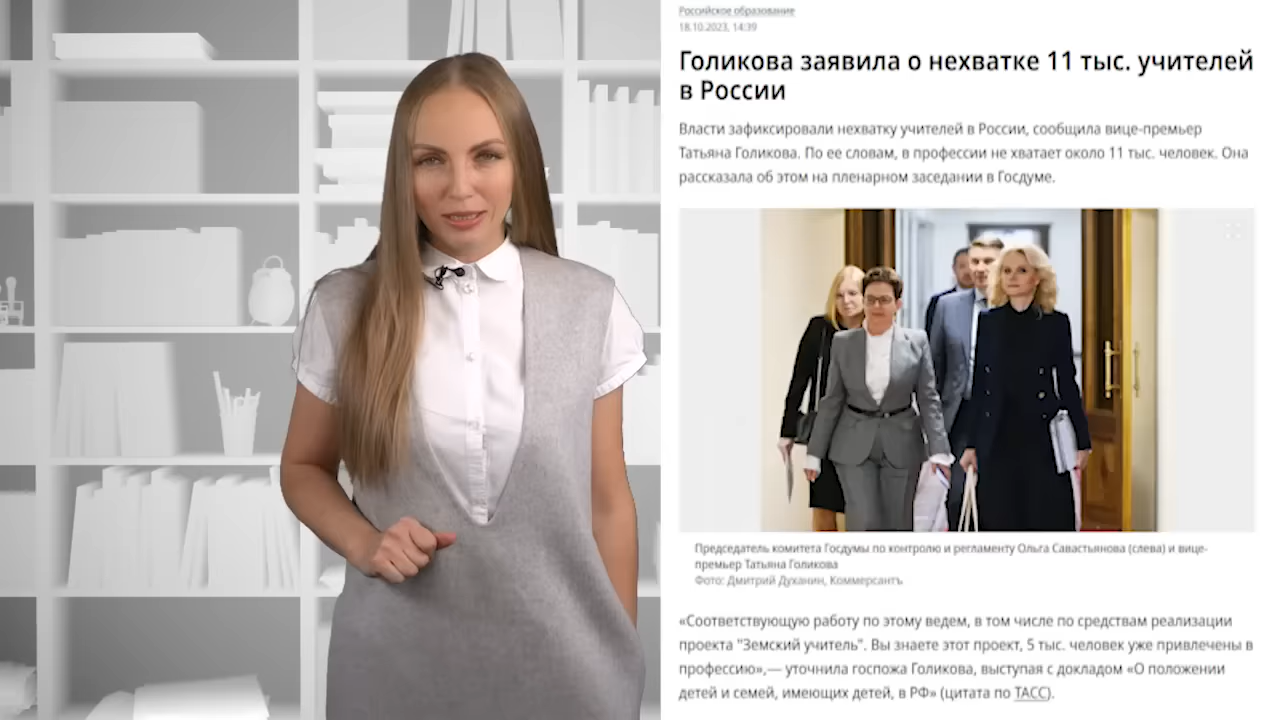 Российское образование
18.10.2023, 14:39
Голикова заявила о нехватке 11 тыс. учителей
в России
Власти зафиксировали нехватку учителей в России, сообщила вице-премьер
Татьяна Голикова. По ее словам, в профессии не хватает около 11 тыс. человек. Она
рассказала об этом на пленарном заседании в Госдуме.
Председатель комитета Госдумы по контролю и регламенту Ольга Савастьянова (слева) и вице-
премьер Татьяна Голикова
Фото: Дмитрий Духанин, Коммерсантъ
«Соответствующую работу по этому ведем, в том числе по средствам реализации
проекта "Земский учитель". Вы знаете этот проект, 5 тыс. человек уже привлечены в
профессию»,— уточнила госпожа Голикова, выступая с докладом «О положении
детей и семей, имеющих детей, в РФ» (цитата по ТАСС).